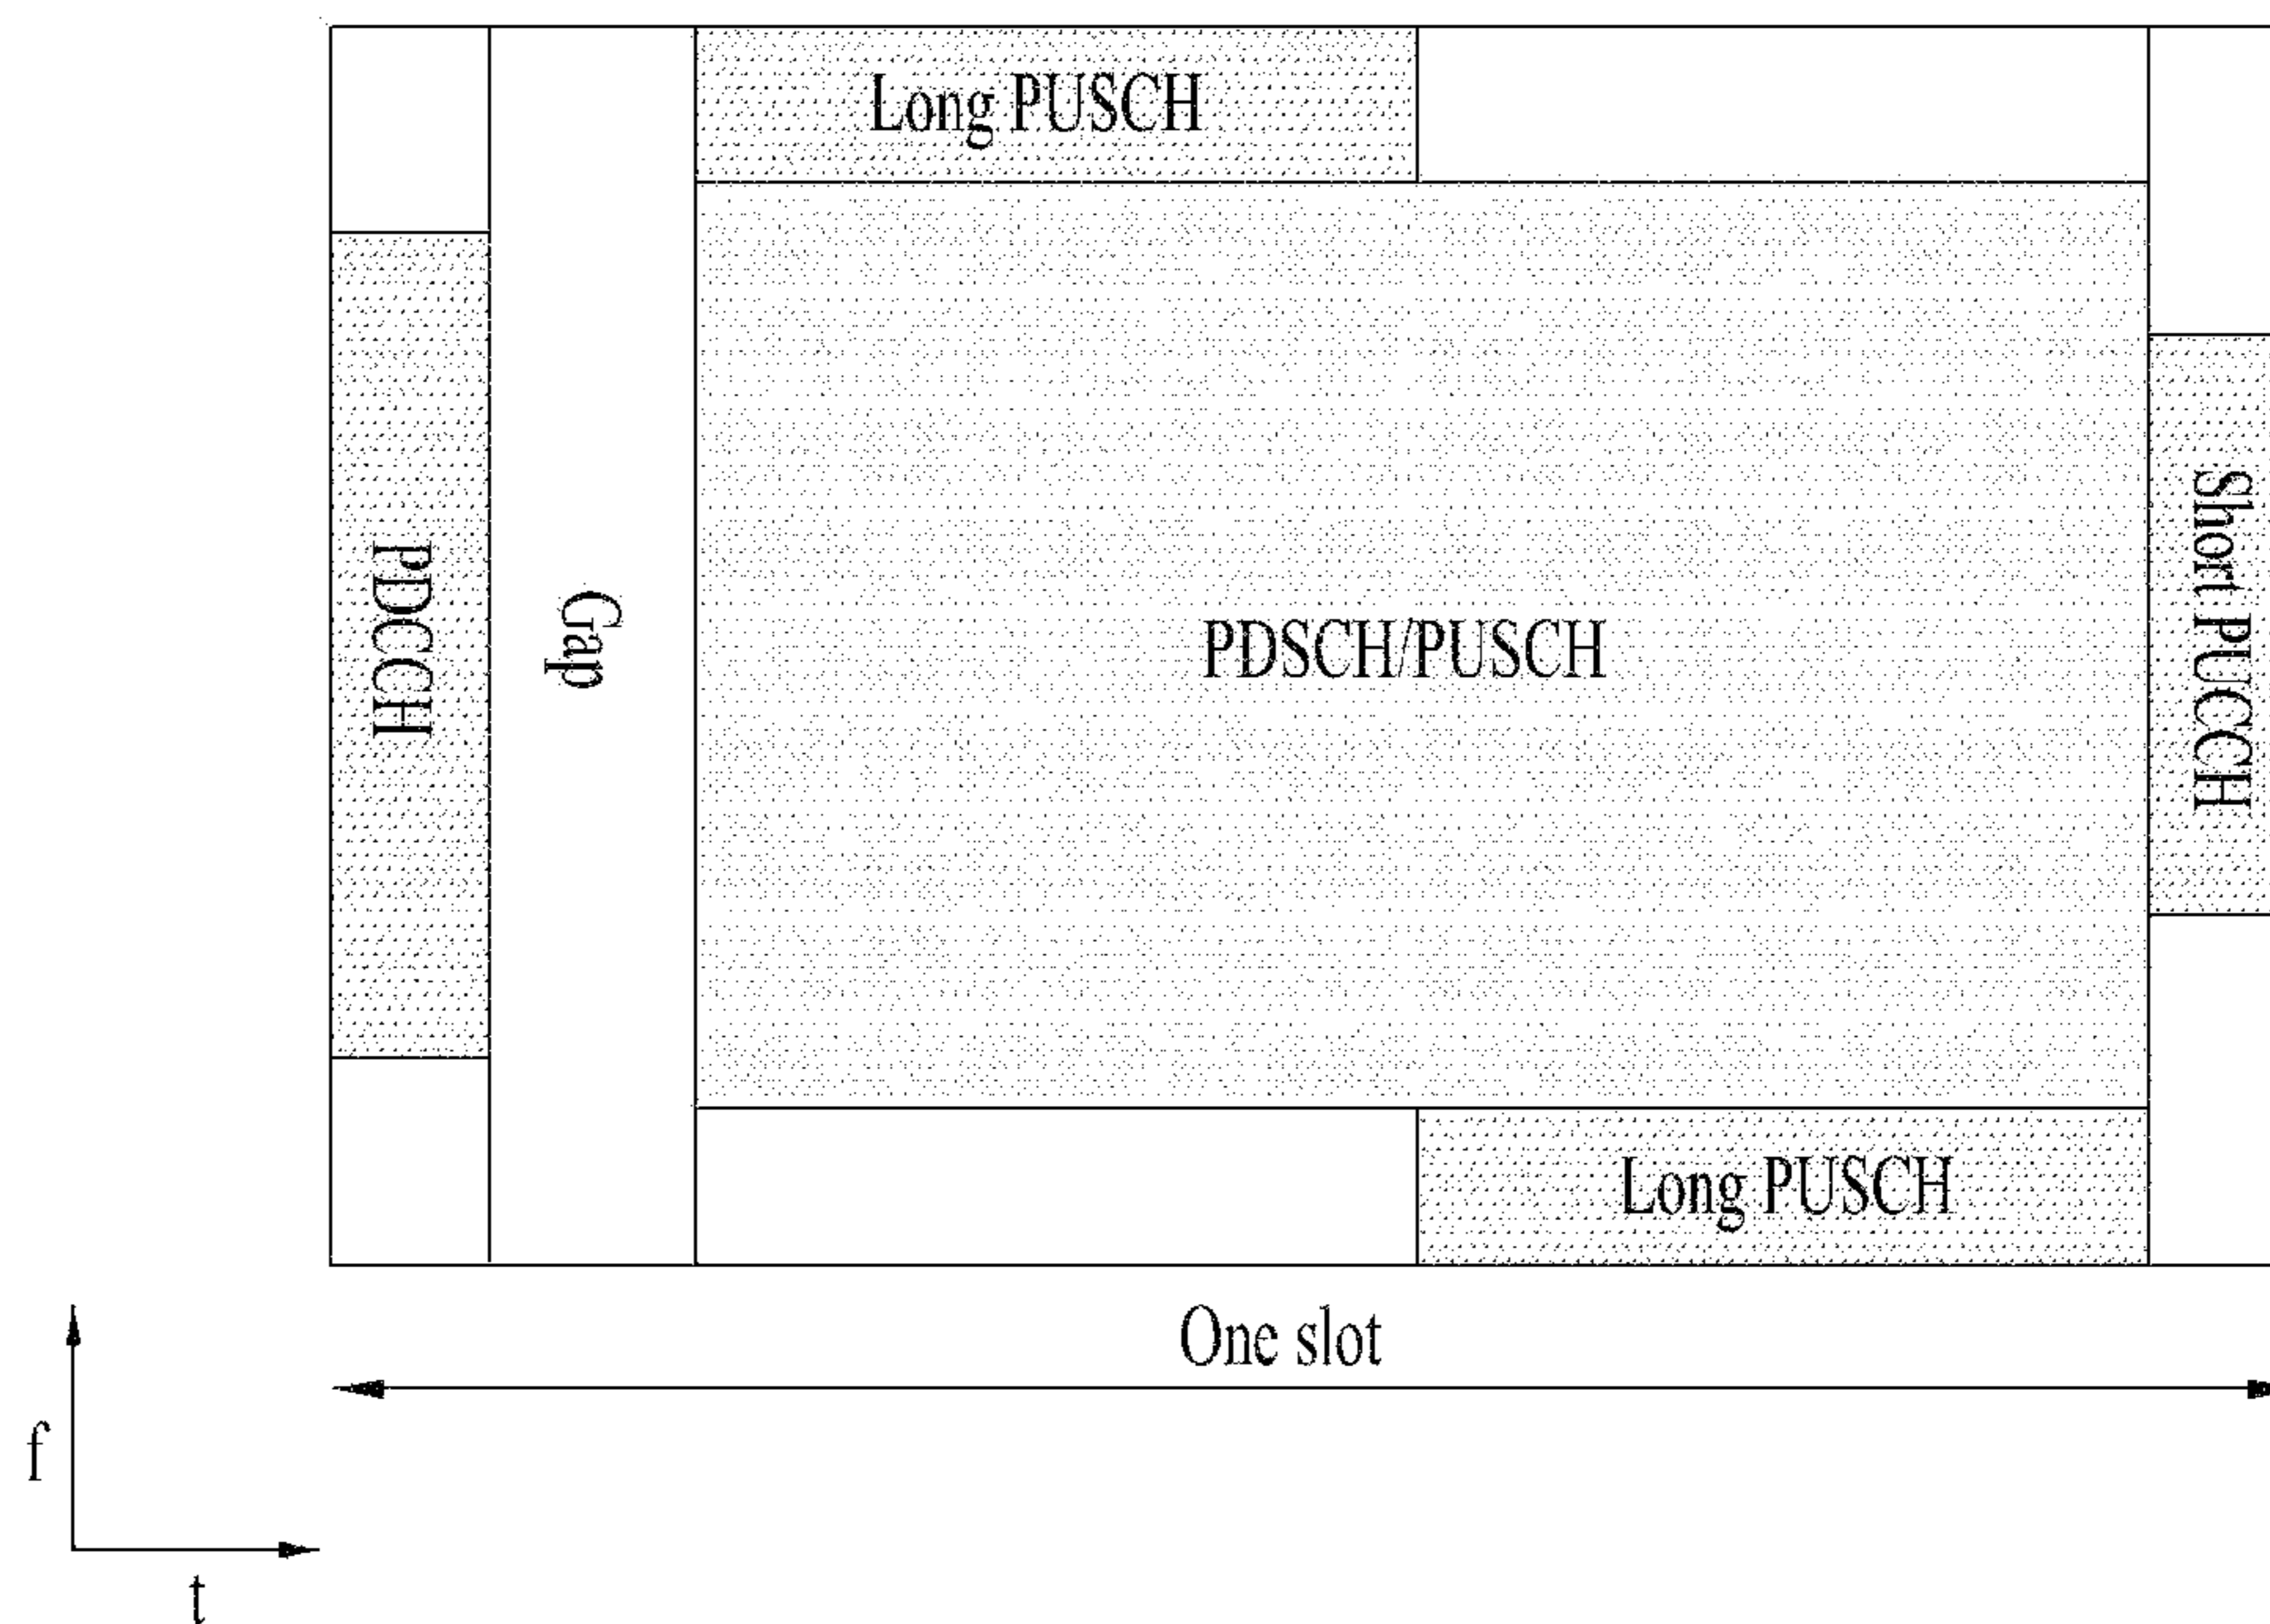 Long PUSCH
PDCCH
Gap
PDSCH/PUSCH
Short PUCCH
Long PUSCH
One slot
f
t